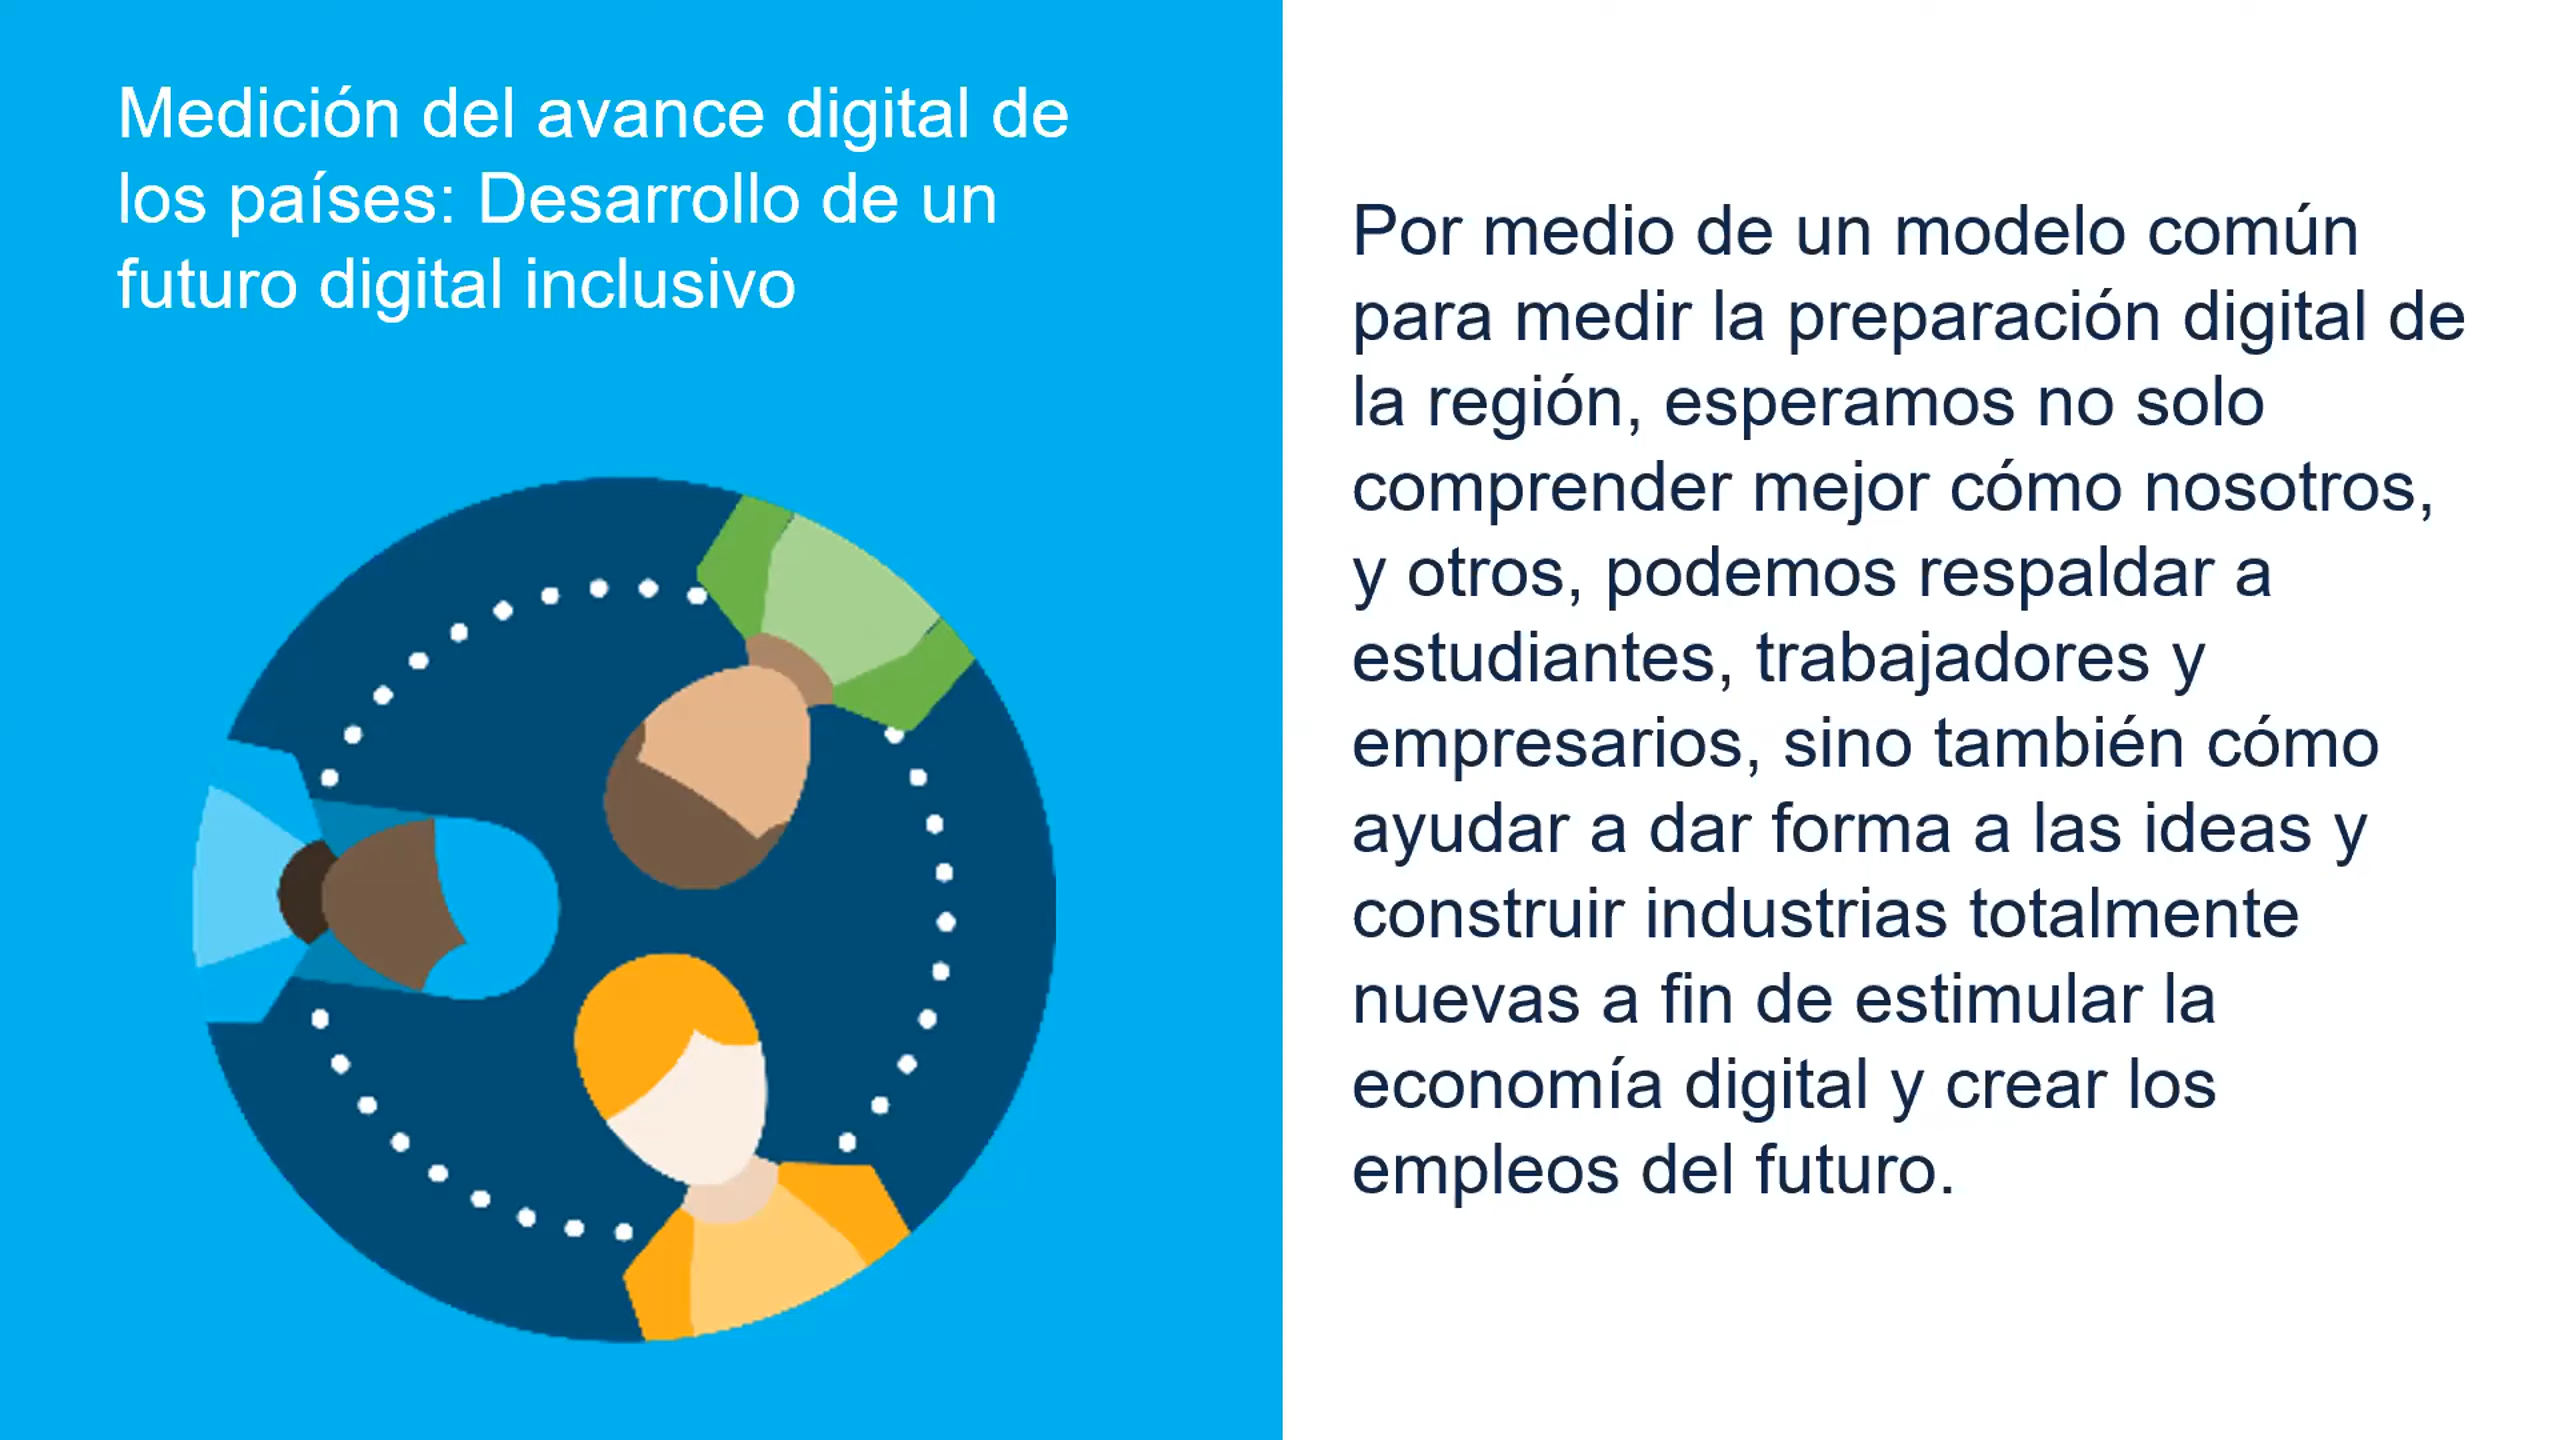 Medición del avance digital de
los países: Desarrollo de un
futuro digital inclusivo
Por medio de un modelo común
para medir la preparación digital de
la región, esperamos no solo
comprender mejor cómo nosotros,
y otros, podemos respaldar a
estudiantes, trabajadores y
empresarios, sino también cómo
ayudar a dar forma a las ideas y
construir industrias totalmente
nuevas a fin de estimular la
economía digital y crear los
empleos del futuro.